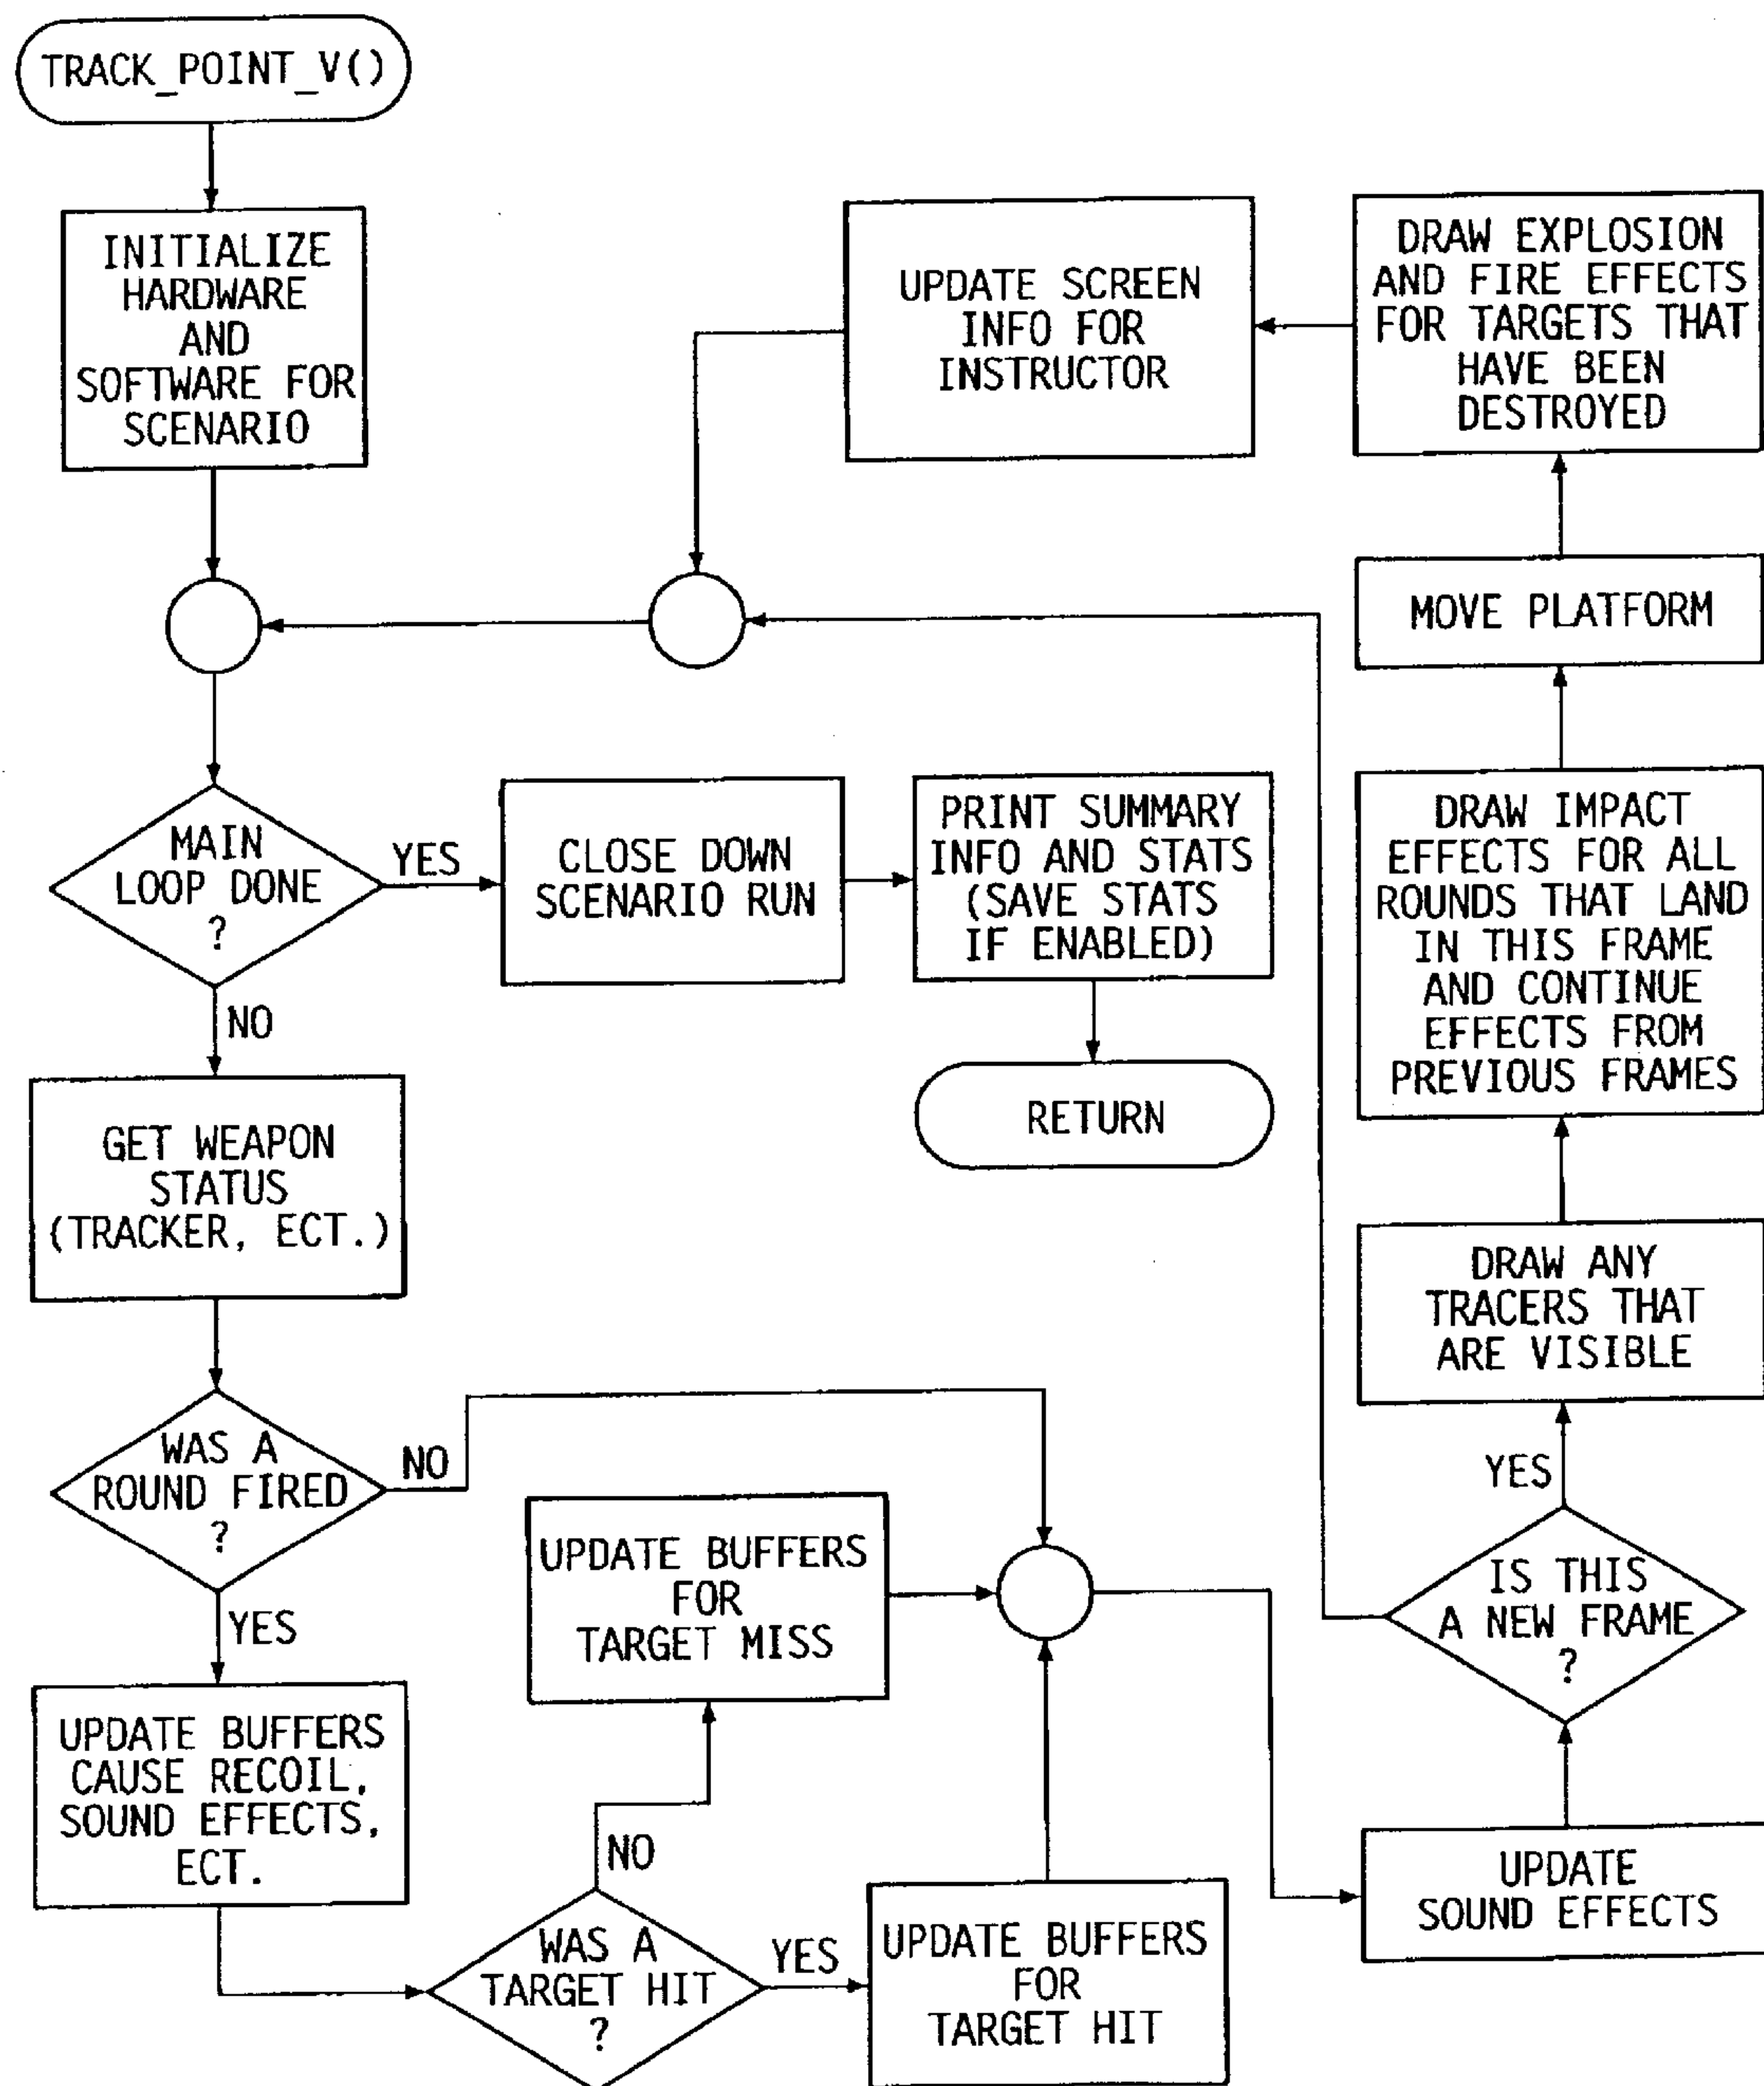 TRACK_POINT_V()
INITIALIZE
HARDWARE
AND
SOFTWARE FOR
SCENARIO
MAIN
LOOP DONE
?
YES
NO
CLOSE DOWN
SCENARIO RUN
PRINT SUMMARY
INFO AND STATS
(SAVE STATS
IF ENABLED)
RETURN
GET WEAPON
STATUS
(TRACKER, ECT.)
WAS A
ROUND FIRED
?
NO
YES
UPDATE BUFFERS
CAUSE RECOIL,
SOUND EFFECTS,
ECT.
WAS A
TARGET HIT
?
NO
YES
UPDATE BUFFERS
FOR
TARGET MISS
UPDATE BUFFERS
FOR
TARGET HIT
UPDATE
SOUND EFFECTS
IS THIS
A NEW FRAME
?
YES
DRAW ANY
TRACERS THAT
ARE VISIBLE
DRAW IMPACT
EFFECTS FOR ALL
ROUNDS THAT LAND
IN THIS FRAME
AND CONTINUE
EFFECTS FROM
PREVIOUS FRAMES
MOVE PLATFORM
DRAW EXPLOSION
AND FIRE EFFECTS
FOR TARGETS THAT
HAVE BEEN
DESTROYED
UPDATE SCREEN
INFO FOR
INSTRUCTOR